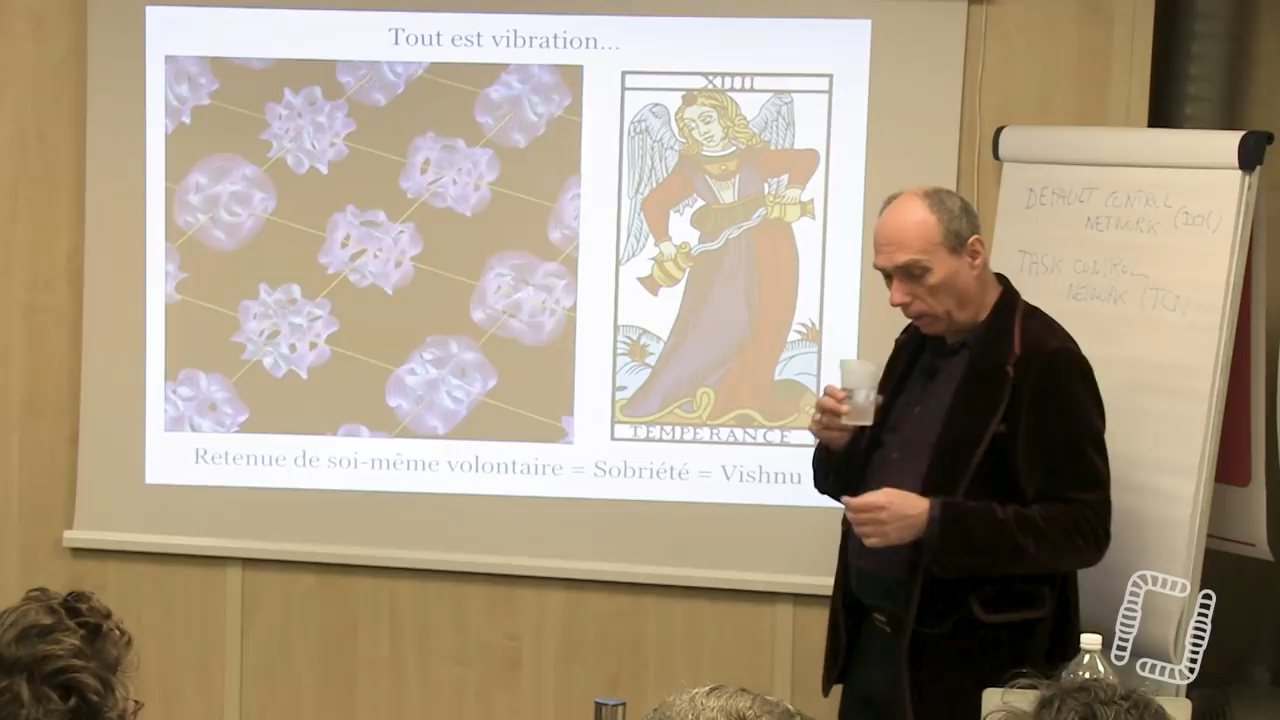 Tout est vibration...
XIIII
TEMPERANCE
Retenue de soi-même volontaire = Sobriété = Vishnu
DEFAULT CONTROL
NETWORK
TASK CONTROL
NETWORK (TCN